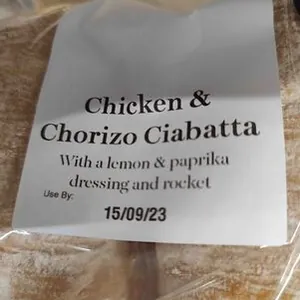 Chicken &
Chorizo Ciabatta
With a lemon & paprika
dressing and rocket
Use By:
15/09/23